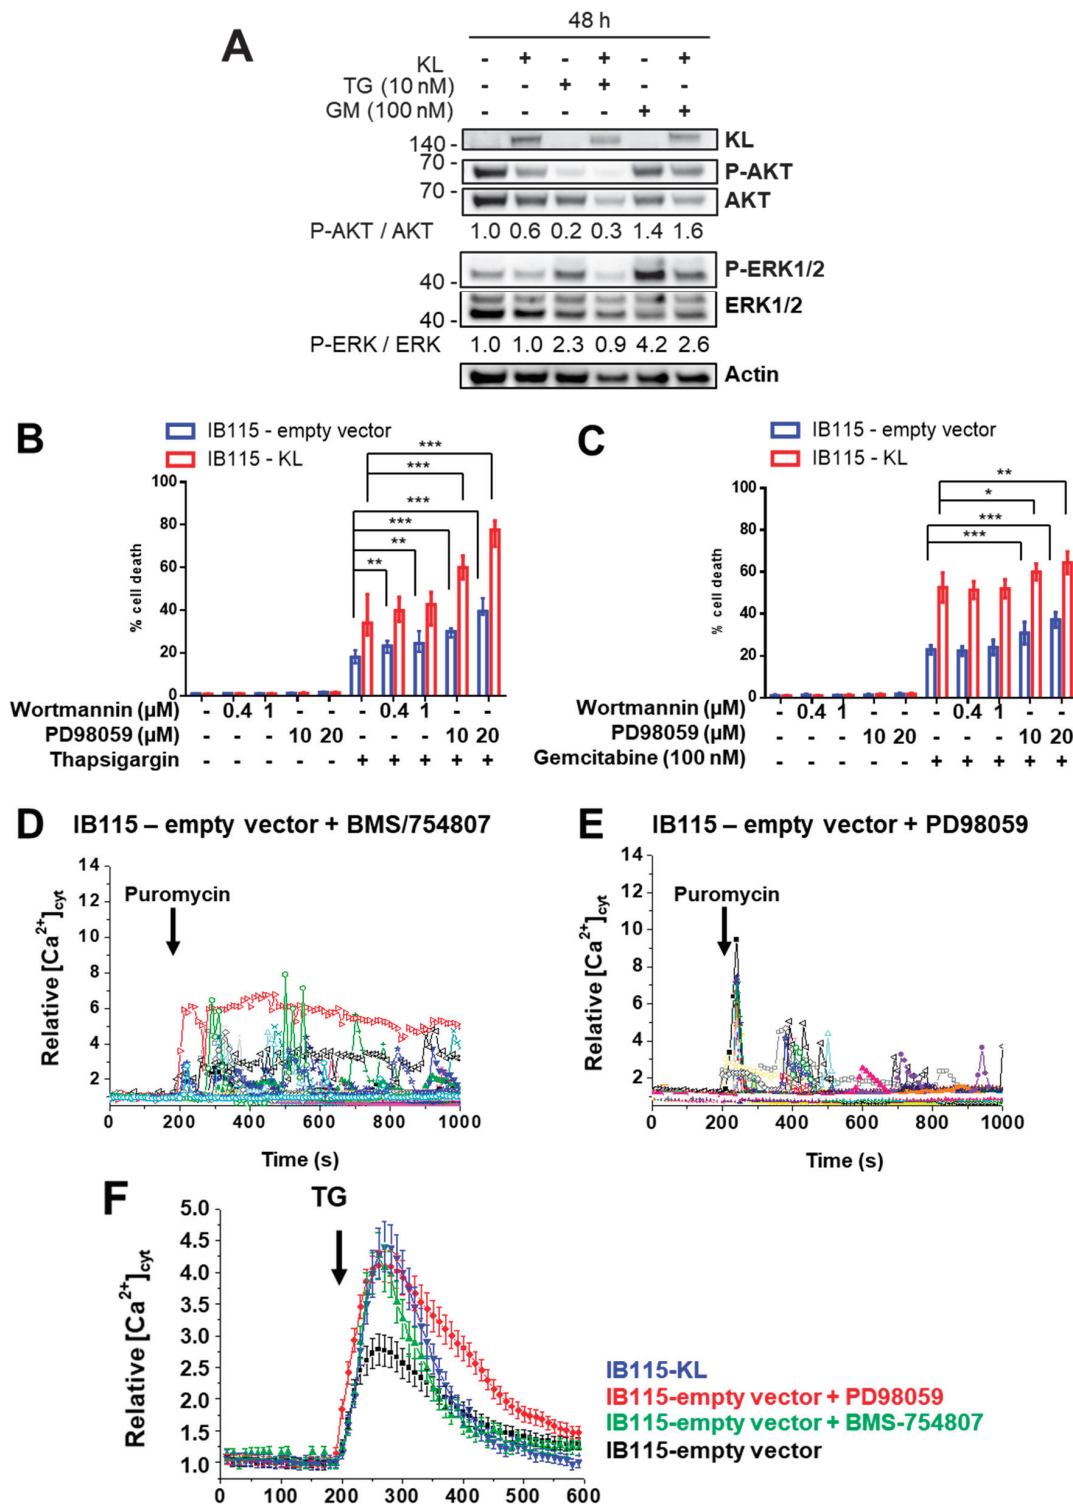 A
48 h
KL - + - + - +
TG (10 nM) - - + + - -
GM (100 nM) - - - - + +
140 - KL
70 - P-AKT
70 - AKT
P-AKT / AKT 1.0 0.6 0.2 0.3 1.4 1.6
40 - P-ERK1/2
40 - ERK1/2
P-ERK / ERK 1.0 1.0 2.3 0.9 4.2 2.6
Actin
B
IB115 - empty vector
IB115 - KL
% cell death
100
80
60
40
20
0
***
***
***
***
**
**
Wortmannin (µM) - 0.4 1 - - - 0.4 1 - -
PD98059 (µM) - - - 10 20 - - - 10 20
Thapsigargin - - - - - + + + + +
C
IB115 - empty vector
IB115 - KL
% cell death
100
80
60
40
20
0
**
*
***
***
Wortmannin (µM) - 0.4 1 - - - 0.4 1 - -
PD98059 (µM) - - - 10 20 - - - 10 20
Gemcitabine (100 nM) - - - - - + + + + +
D IB115 – empty vector + BMS/754807
Relative [Ca2+]cyt
14
12
10
8
6
4
2
Puromycin
0 200 400 600 800 1000
Time (s)
E IB115 – empty vector + PD98059
Relative [Ca2+]cyt
14
12
10
8
6
4
2
0
Puromycin
0 200 400 600 800 1000
Time (s)
F
TG
Relative [Ca2+]cyt
5.0
4.5
4.0
3.5
3.0
2.5
2.0
1.5
1.0
0 100 200 300 400 500 600
IB115-KL
IB115-empty vector + PD98059
IB115-empty vector + BMS-754807
IB115-empty vector